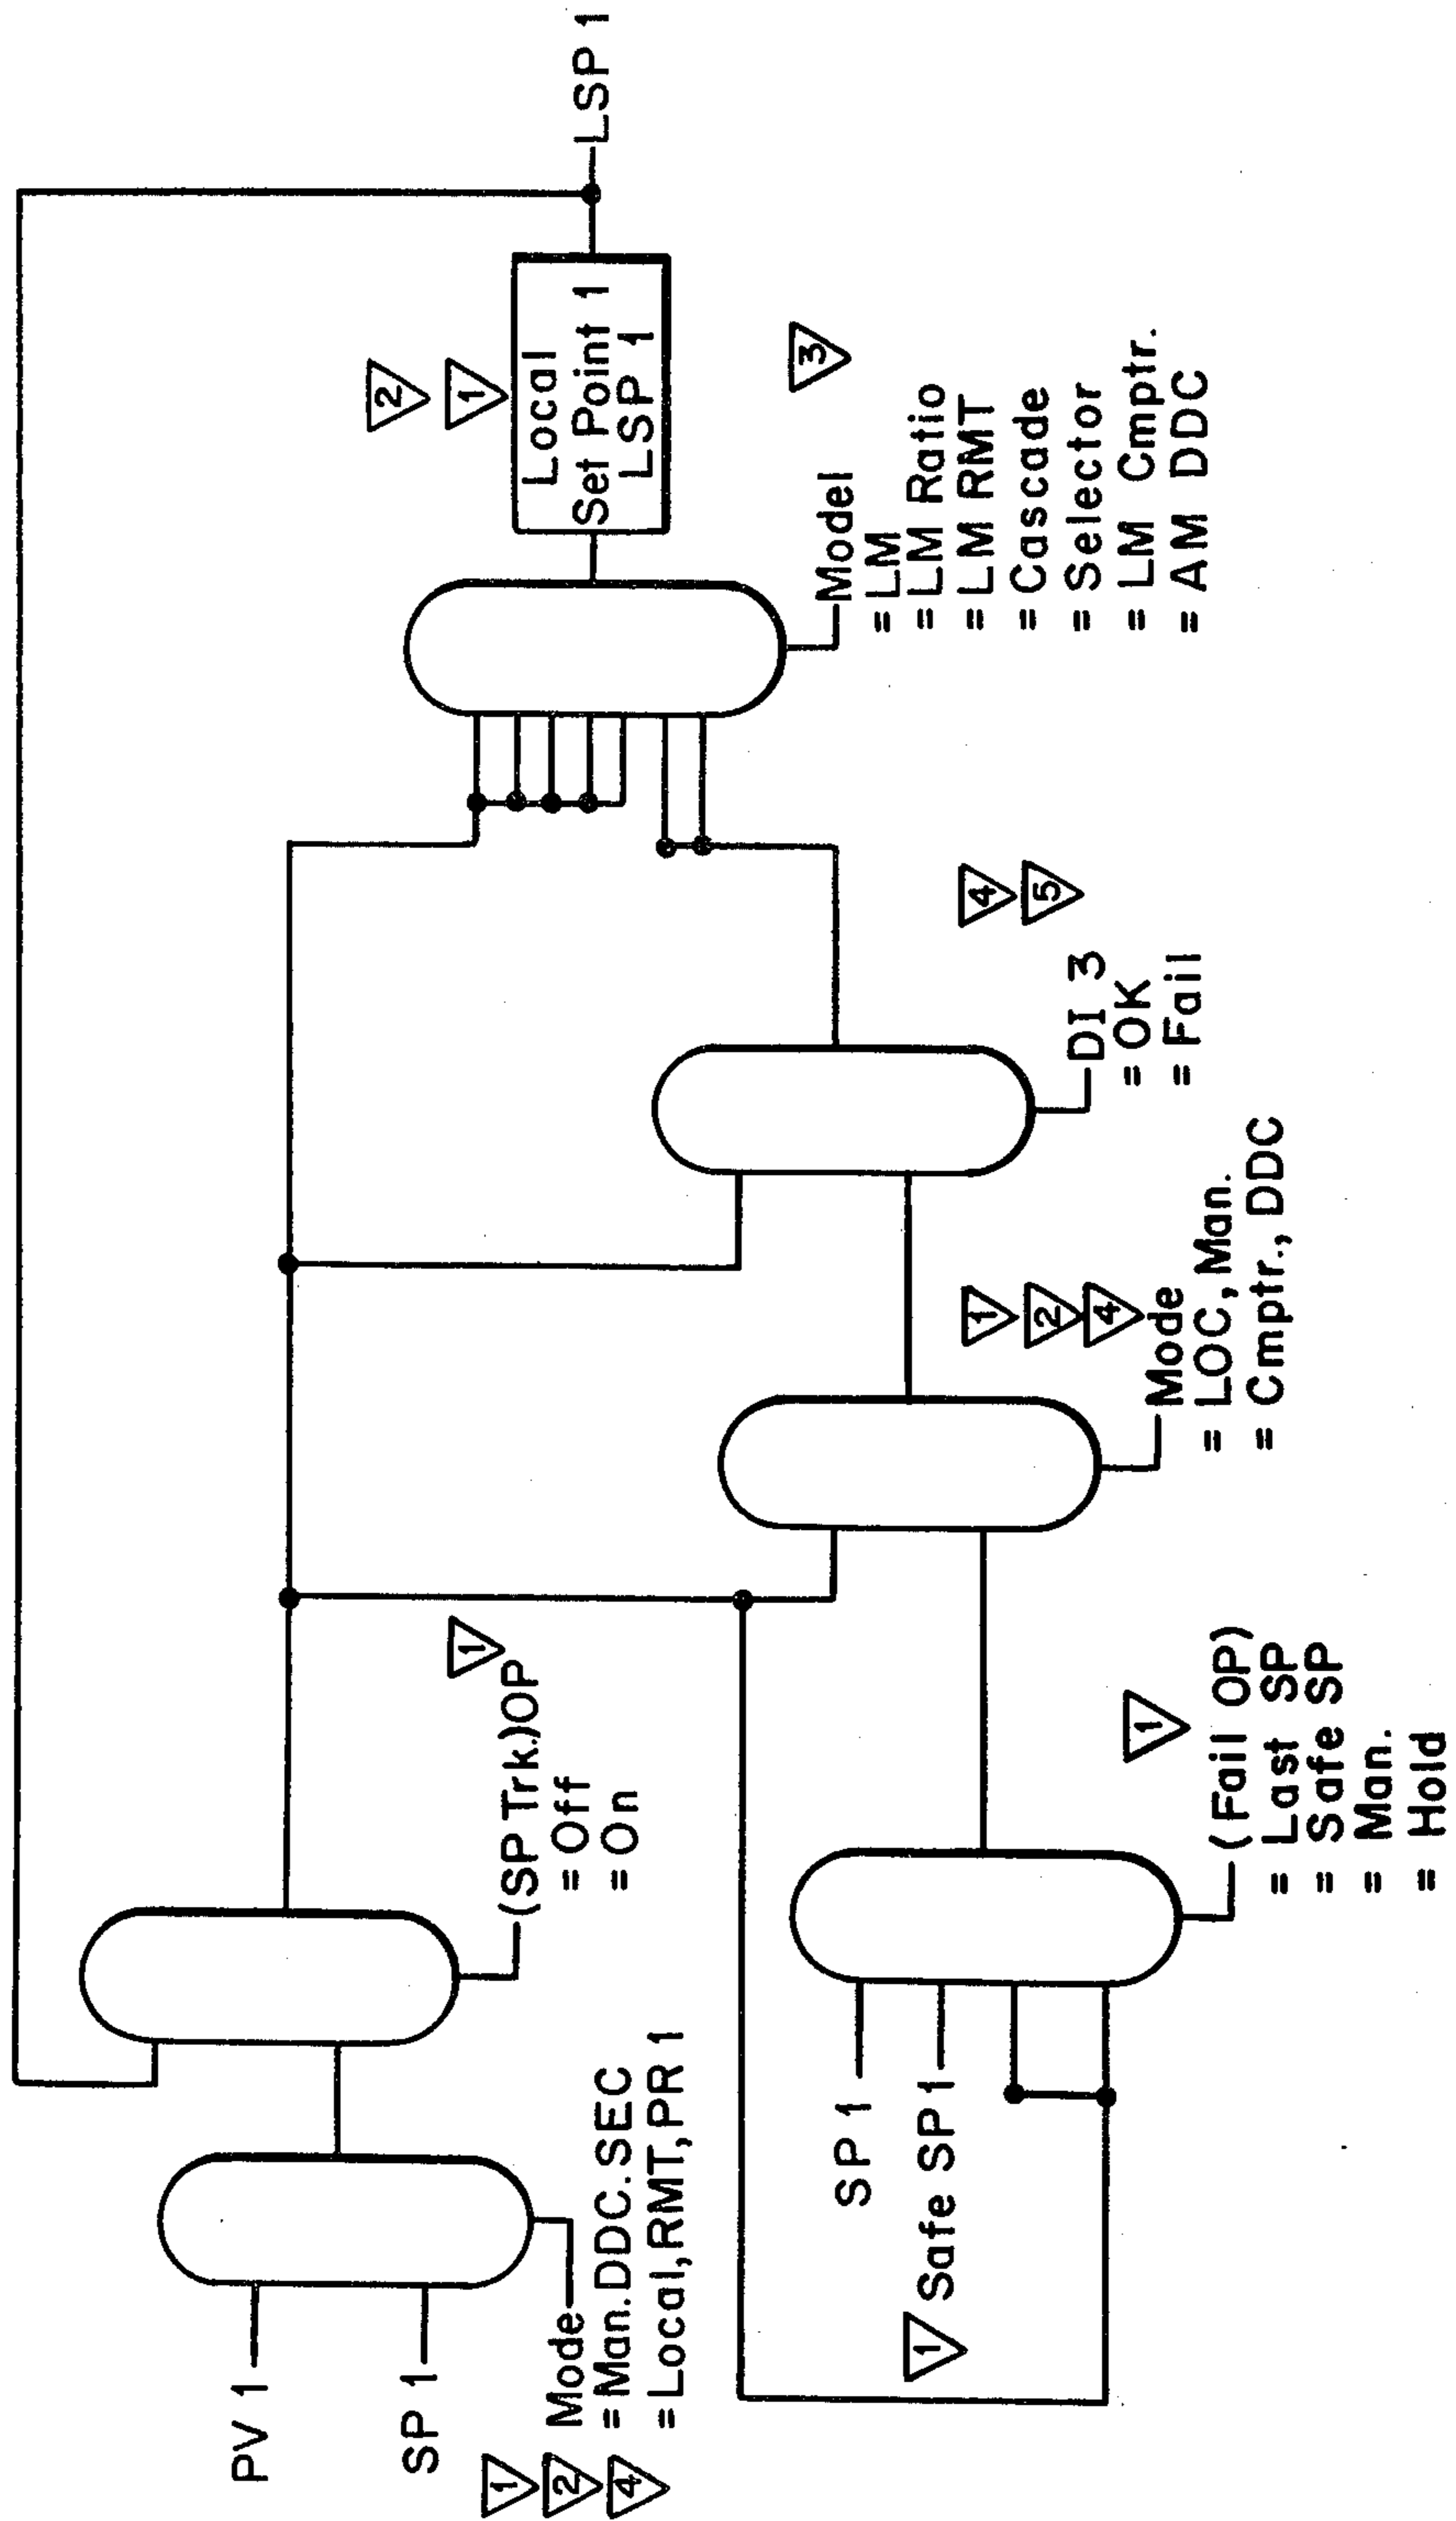 PV 1
SP 1
1
2
4
Mode
= Man.DDC.SEC
= Local,RMT,PR 1
1
(SP Trk.)OP
= Off
= On
SP 1
1
Safe SP1
1
(Fail OP)
= Last SP
= Safe SP
= Man.
= Hold
1
2
4
Mode
= LOC,Man.
= Cmptr.,DDC
4
5
DI 3
= OK
= Fail
2
1
Local
Set Point 1
LSP 1
LSP 1
3
Model
= LM
= LM Ratio
= LM RMT
= Cascade
= Selector
= LM Cmptr.
= AM DDC